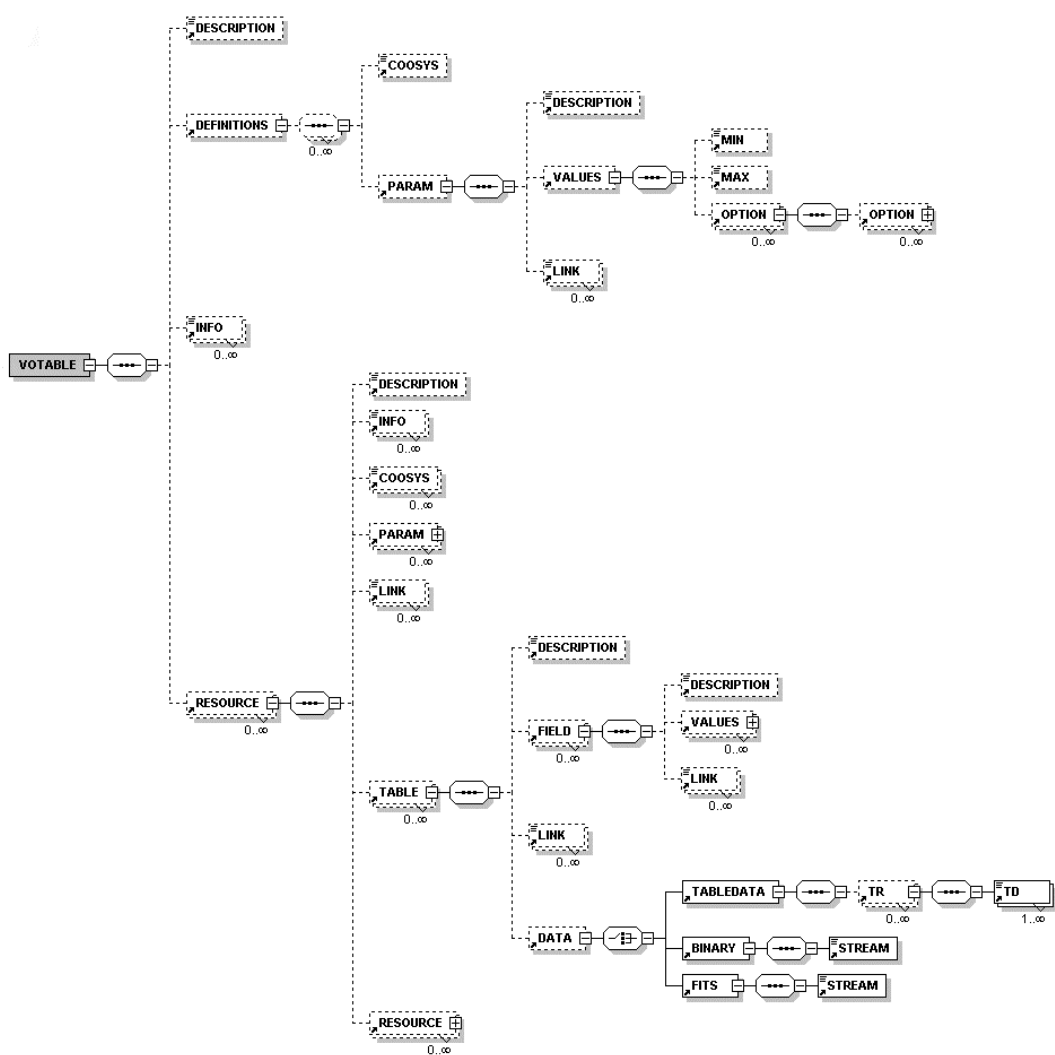 DESCRIPTION
COOSYS
DESCRIPTION
DEFINITIONS
0..∞
MIN
VALUES
MAX
PARAM
OPTION
OPTION
0..∞
0..∞
LINK
0..∞
INFO
0..∞
VOTABLE
DESCRIPTION
INFO
0..∞
COOSYS
0..∞
PARAM
0..∞
LINK
0..∞
DESCRIPTION
DESCRIPTION
RESOURCE
0..∞
VALUES
0..∞
FIELD
0..∞
LINK
0..∞
TABLE
0..∞
LINK
0..∞
TABLEDATA
TR
TD
0..∞
1..∞
DATA
BINARY
STREAM
FITS
STREAM
RESOURCE
0..∞